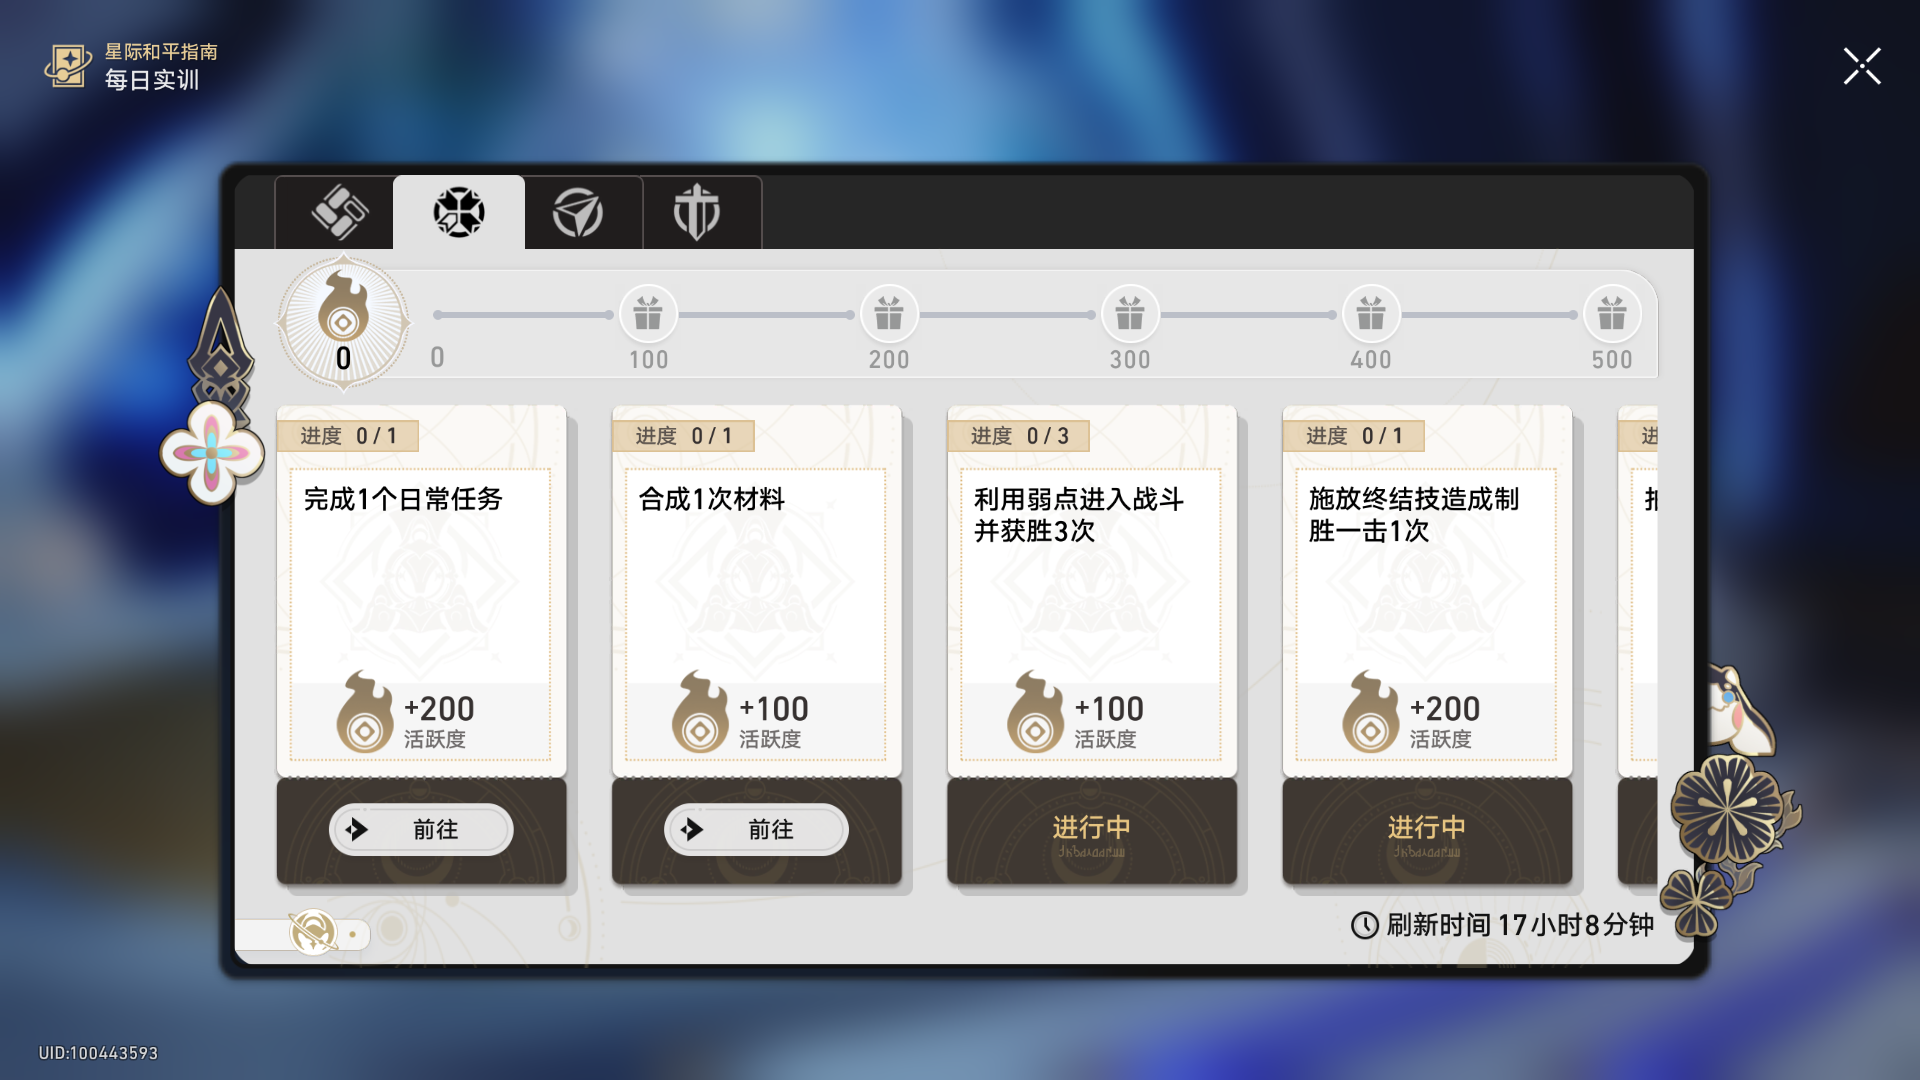 星际和平指南
每日实训
0
0
100
200
300
400
500
进度 0 / 1
完成1个日常任务
+200
活跃度
前往
进度 0 / 1
合成1次材料
+100
活跃度
前往
进度 0 / 3
利用弱点进入战斗
并获胜3次
+100
活跃度
进行中
进度 0 / 1
施放终结技造成制
胜一击1次
+200
活跃度
进行中
进
刷新时间 17小时8分钟
UID:100443593